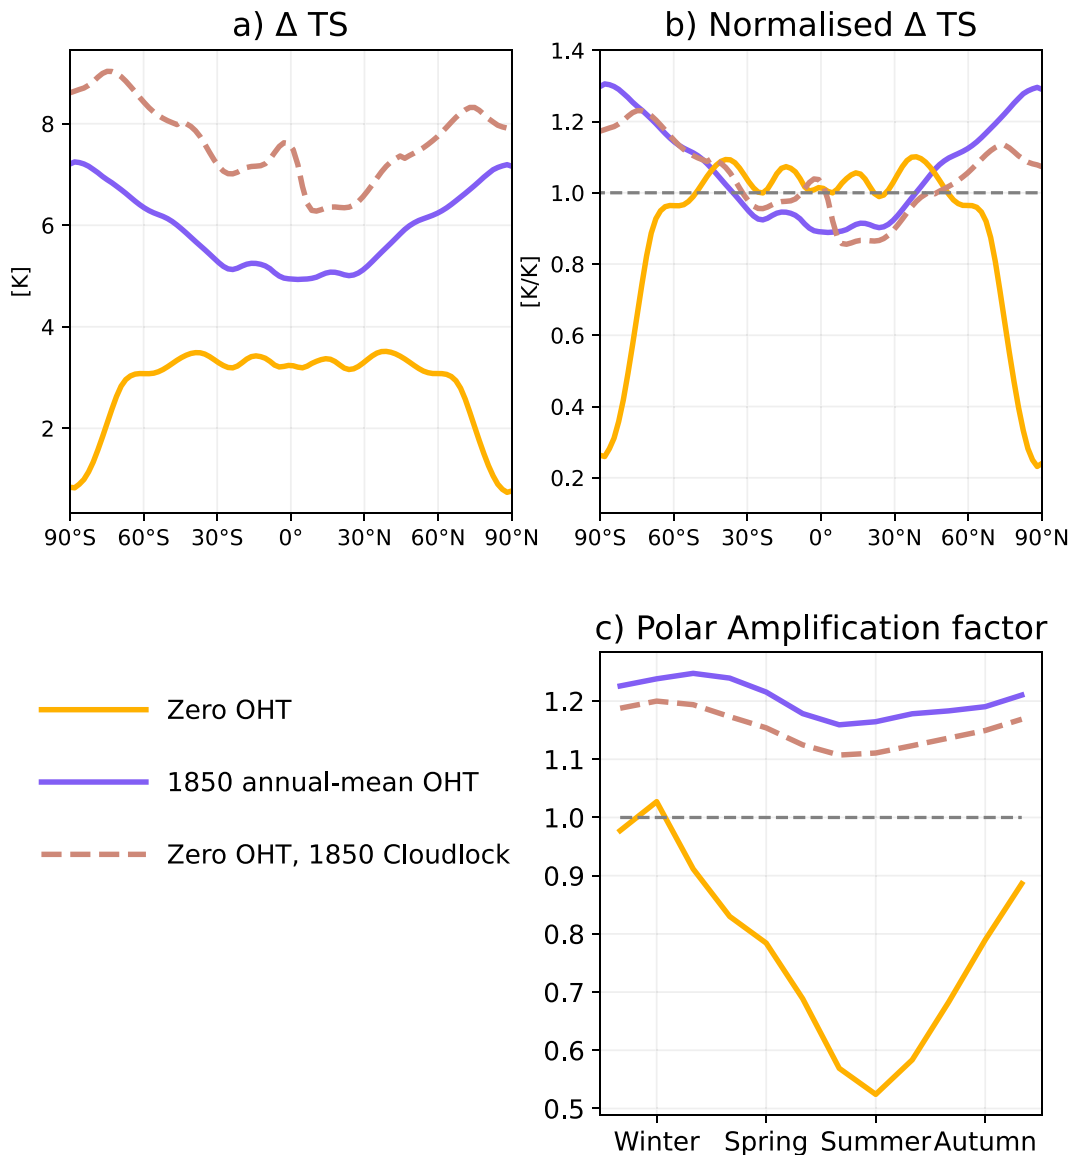 a) Δ TS
[K]
8
6
4
2
90°S 60°S 30°S 0° 30°N 60°N 90°N
b) Normalised Δ TS
[K/K]
1.4
1.2
1.0
0.8
0.6
0.4
0.2
90°S 60°S 30°S 0° 30°N 60°N 90°N
Zero OHT
1850 annual-mean OHT
Zero OHT, 1850 Cloudlock
c) Polar Amplification factor
1.2
1.1
1.0
0.9
0.8
0.7
0.6
0.5
Winter Spring Summer Autumn